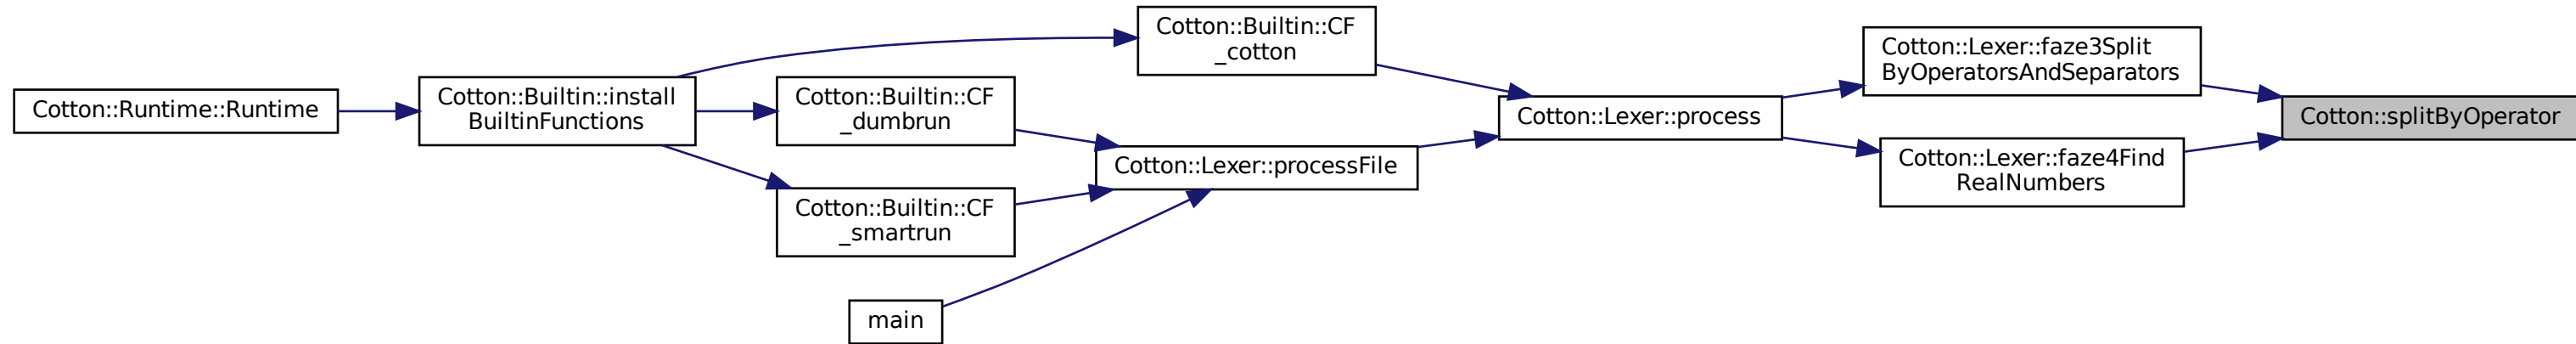 Cotton::Runtime::Runtime
Cotton::Builtin::install
BuiltinFunctions
Cotton::Builtin::CF
_cotton
Cotton::Builtin::CF
_dumbrun
Cotton::Builtin::CF
_smartrun
main
Cotton::Lexer::processFile
Cotton::Lexer::process
Cotton::Lexer::faze3Split
ByOperatorsAndSeparators
Cotton::Lexer::faze4Find
RealNumbers
Cotton::splitByOperator